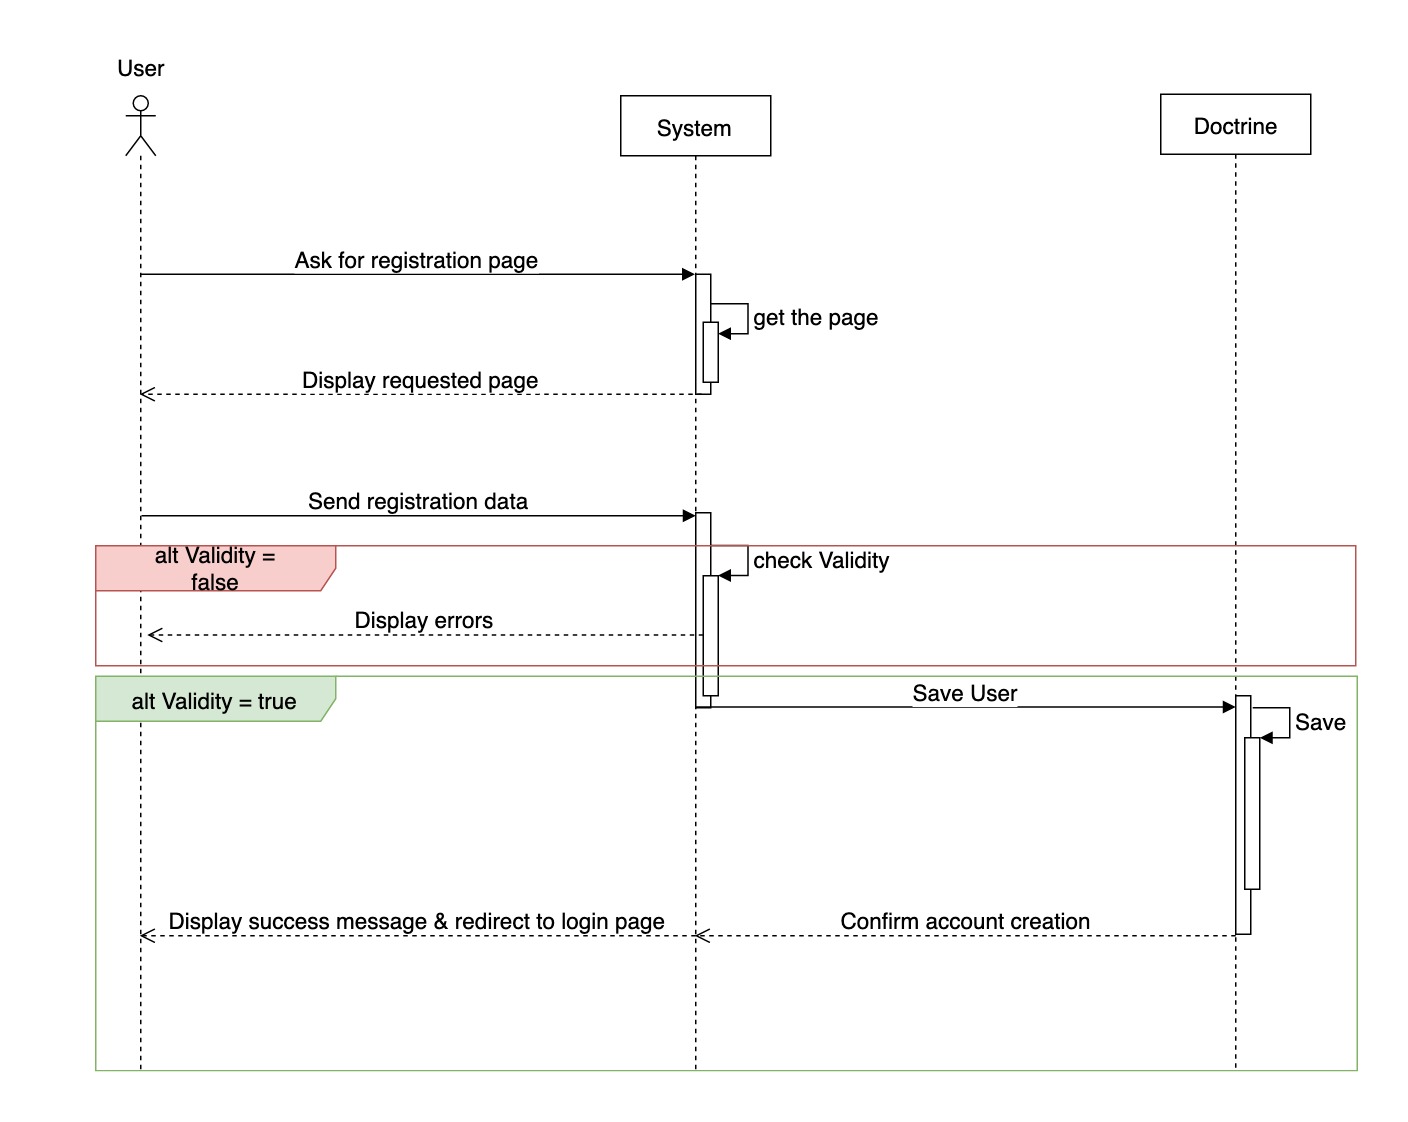 User
System
Doctrine
Ask for registration page
get the page
Display requested page
Send registration data
alt Validity =
false
check Validity
Display errors
alt Validity = true
Save User
Save
Display success message & redirect to login page
Confirm account creation